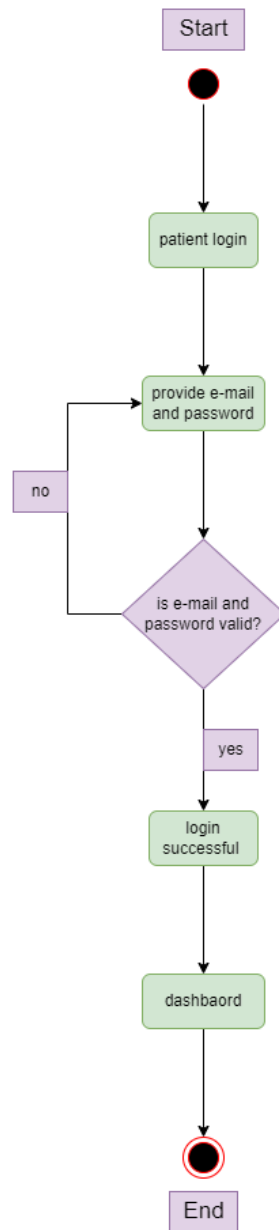 Start
patient login
provide e-mail
and password
no
is e-mail and
password valid?
yes
login
successful
dashbaord
End